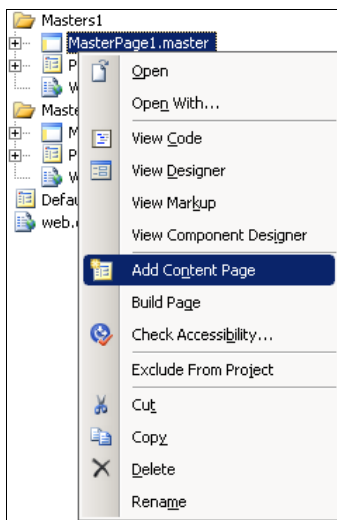 Masters1
MasterPage1.master
P
Open
W
Open With...
Maste
M
View Code
P
View Designer
W
View Markup
Defau
web.
View Component Designer
Add Content Page
Build Page
Check Accessibility...
Exclude From Project
Cut
Copy
Delete
Rename